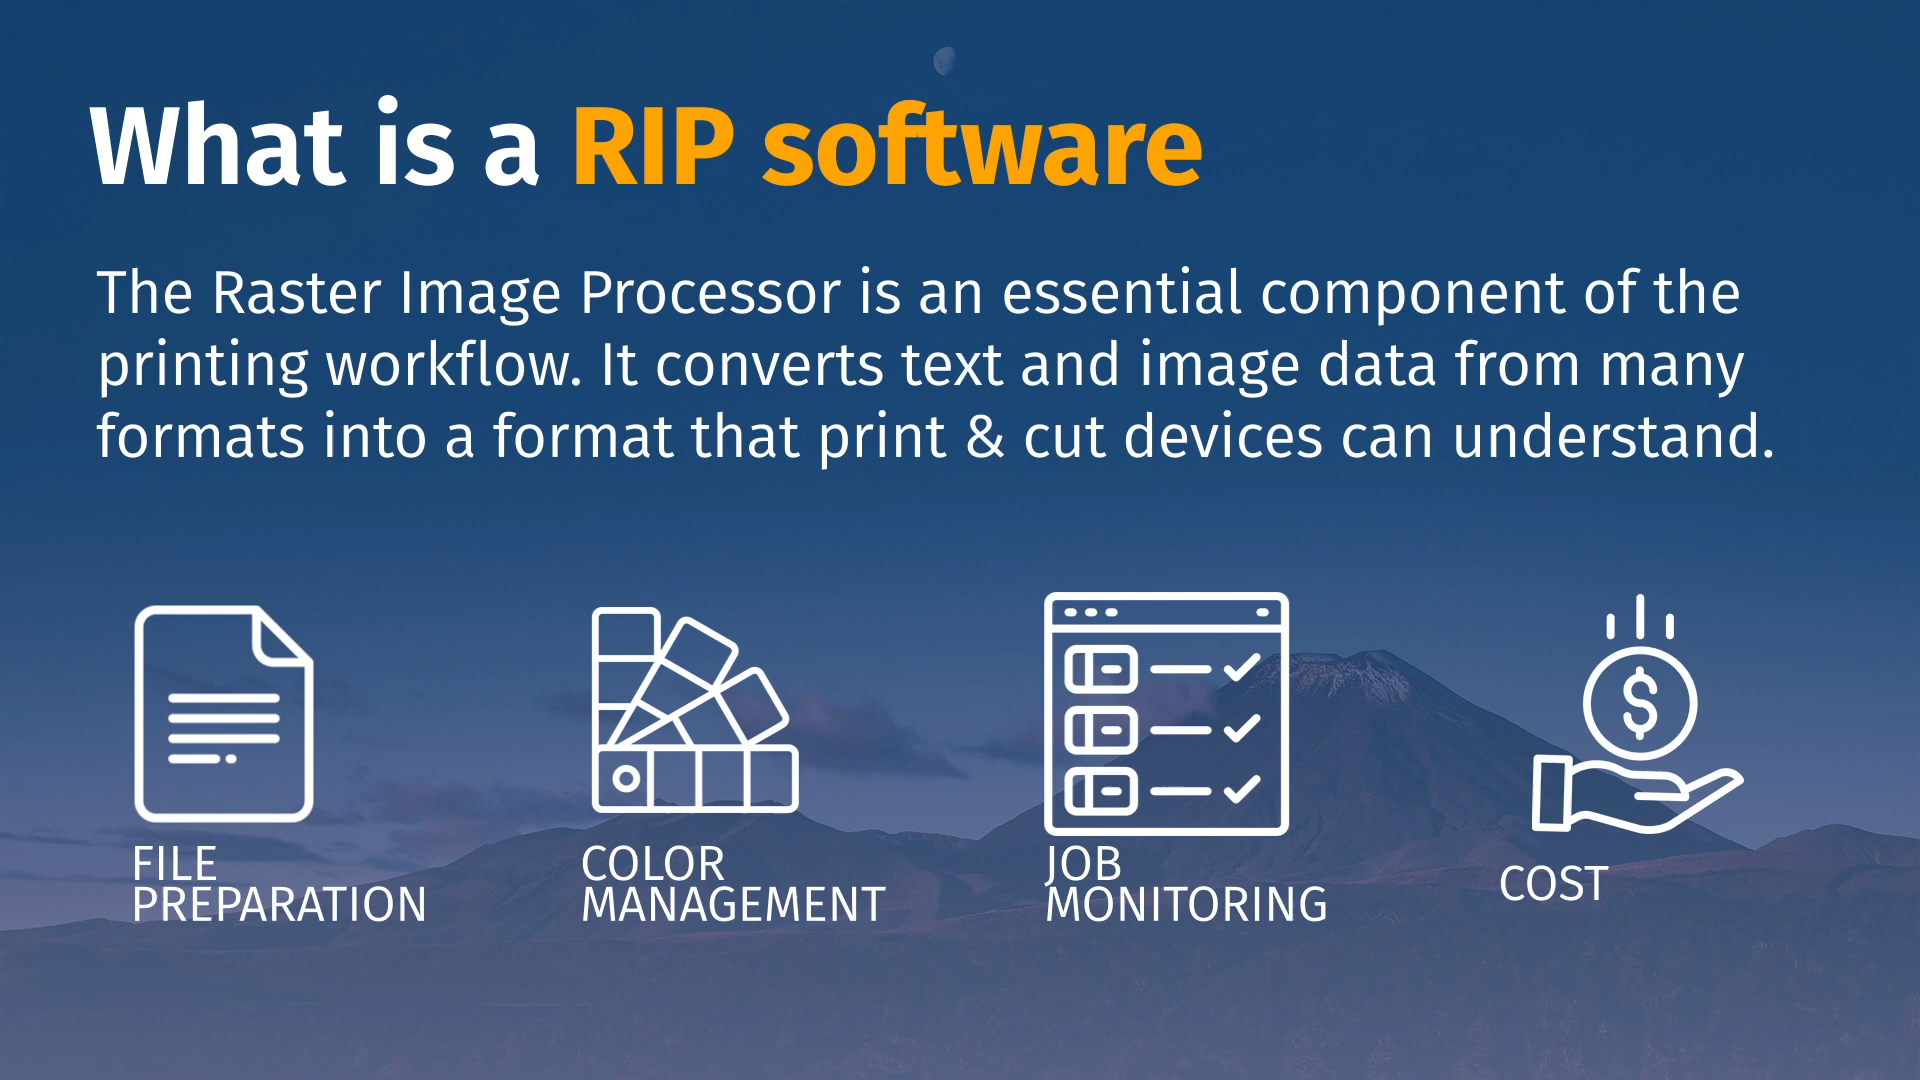 What is a RIP software
The Raster Image Processor is an essential component of the
printing workflow. It converts text and image data from many
formats into a format that print & cut devices can understand.
$
FILE
PREPARATION
COLOR
MANAGEMENT
JOB
MONITORING
COST